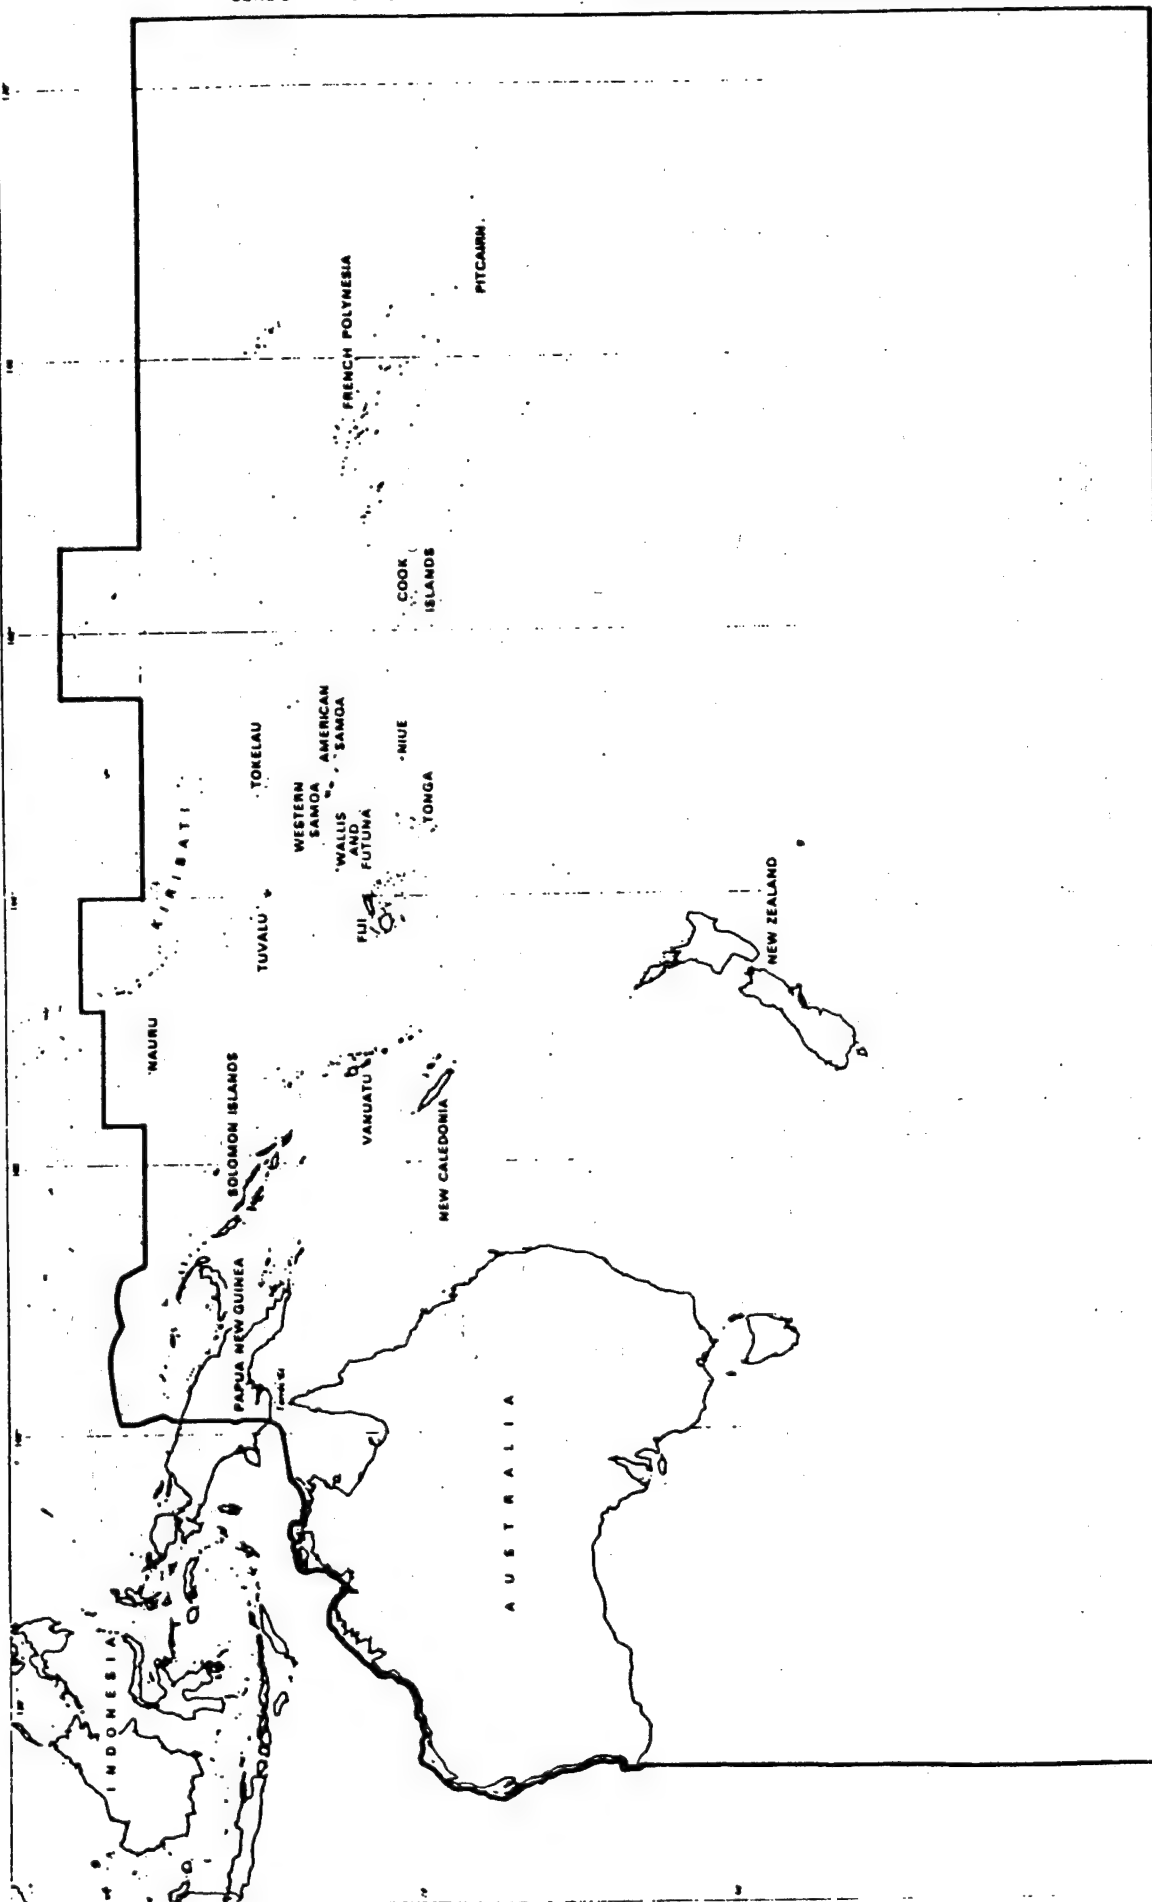 FRENCH POLYNESIA
PITCAIRN
COOK
ISLANDS
TOKELAU
AMERICAN
SAMOA
NIUE
WESTERN
SAMOA
WALLIS
AND
FUTUNA
TONGA
KIRIBATI
TUVALU
FIJI
NEW ZEALAND
NAURU
SOLOMON ISLANDS
VANUATU
NEW CALEDONIA
PAPUA NEW GUINEA
AUSTRALIA
INDONESIA